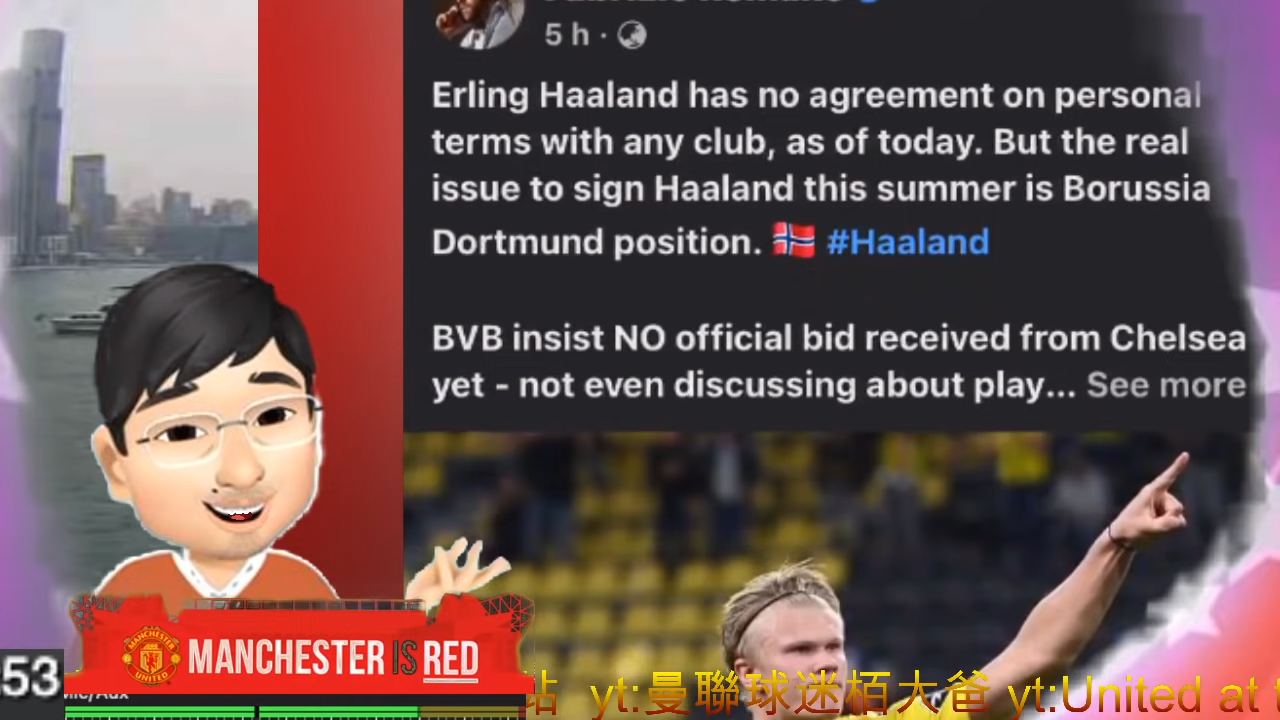 5 h ·
Erling Haaland has no agreement on personal
terms with any club, as of today. But the real
issue to sign Haaland this summer is Borussia
Dortmund position. 🇳🇴 #Haaland
BVB insist NO official bid received from Chelsea
yet - not even discussing about play... See more
MANCHESTER
UNITED
MANCHESTER IS RED
:53
站 yt:曼聯球迷栢大爸 yt:United at